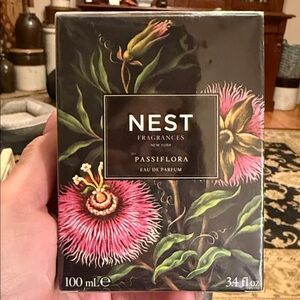 NEST
FRAGRANCES
NEW YORK
PASSIFLORA
EAU DE PARFUM
100 mL ℮ 3.4 fl oz